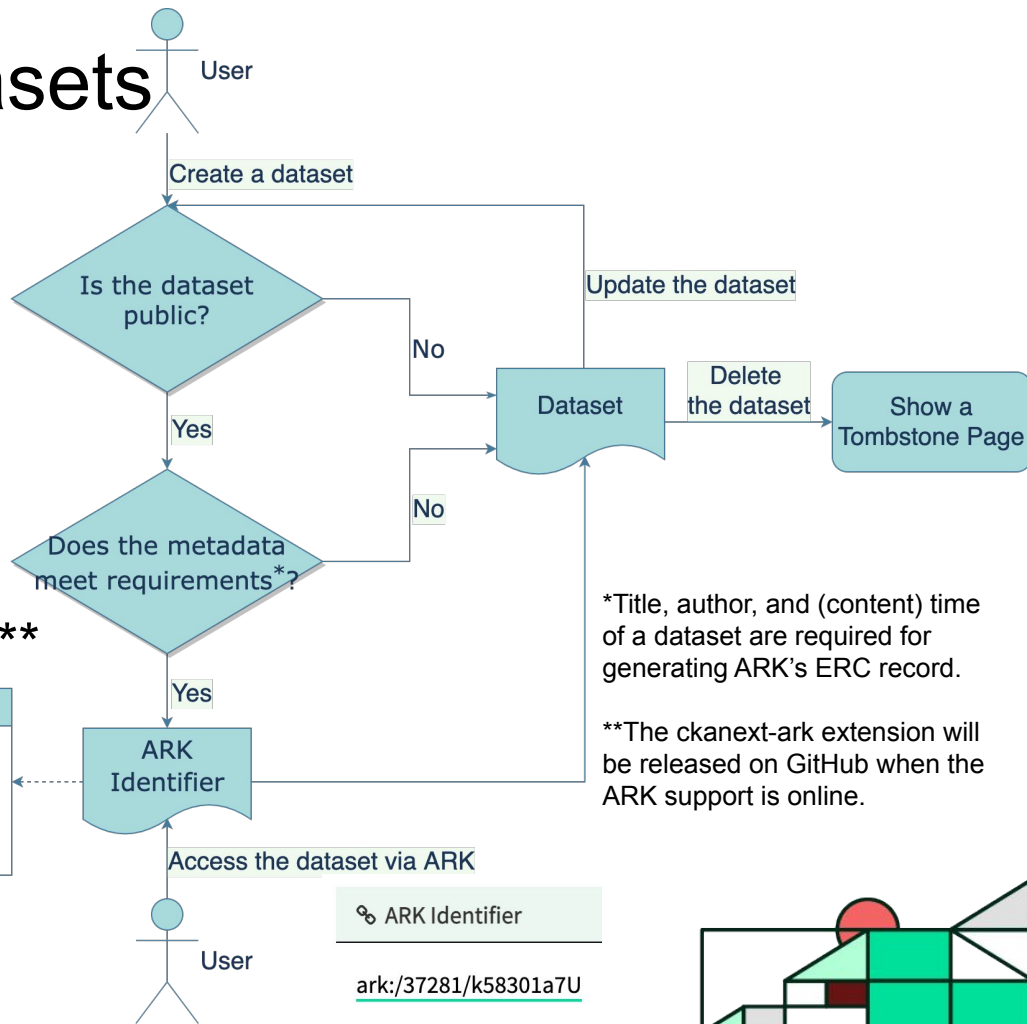 asets
User
Create a dataset
Is the dataset
public?
Update the dataset
No
Delete
the dataset
Dataset
Show a
Tombstone Page
Yes
No
Does the metadata
meet requirements*?
**
*Title, author, and (content) time
of a dataset are required for
generating ARK’s ERC record.
Yes
ARK
Identifier
**The ckanext-ark extension will
be released on GitHub when the
ARK support is online.
Access the dataset via ARK
ARK Identifier
User
ark:/37281/k58301a7U